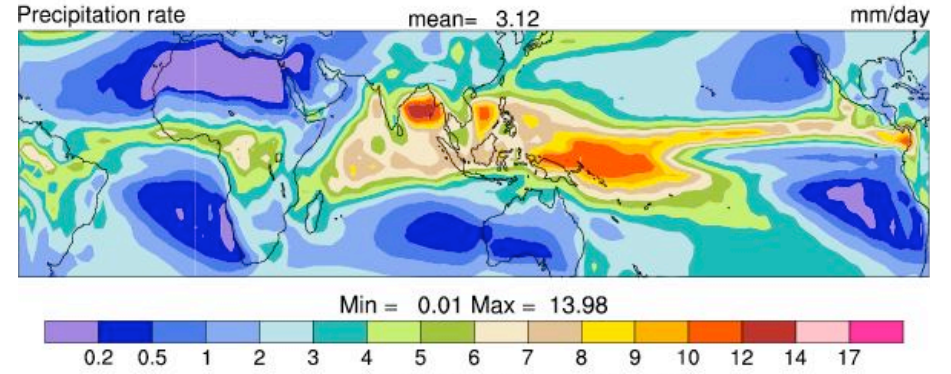 Precipitation rate mean= 3.12 mm/day
Min = 0.01 Max = 13.98
0.2 0.5 1 2 3 4 5 6 7 8 9 10 12 14 17